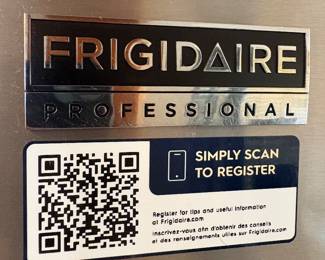 FRIGIDAIRE
PROFESSIONAL
SIMPLY SCAN
TO REGISTER
Register for tips and useful information
at Frigidaire.com
Inscrivez-vous afin d'obtenir des conseils
et des renseignements utiles sur Frigidaire.com